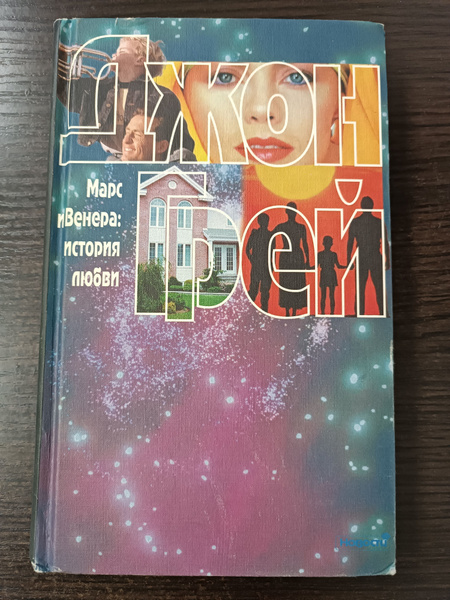 Джон
Грей
Марс
и Венера:
история
любви